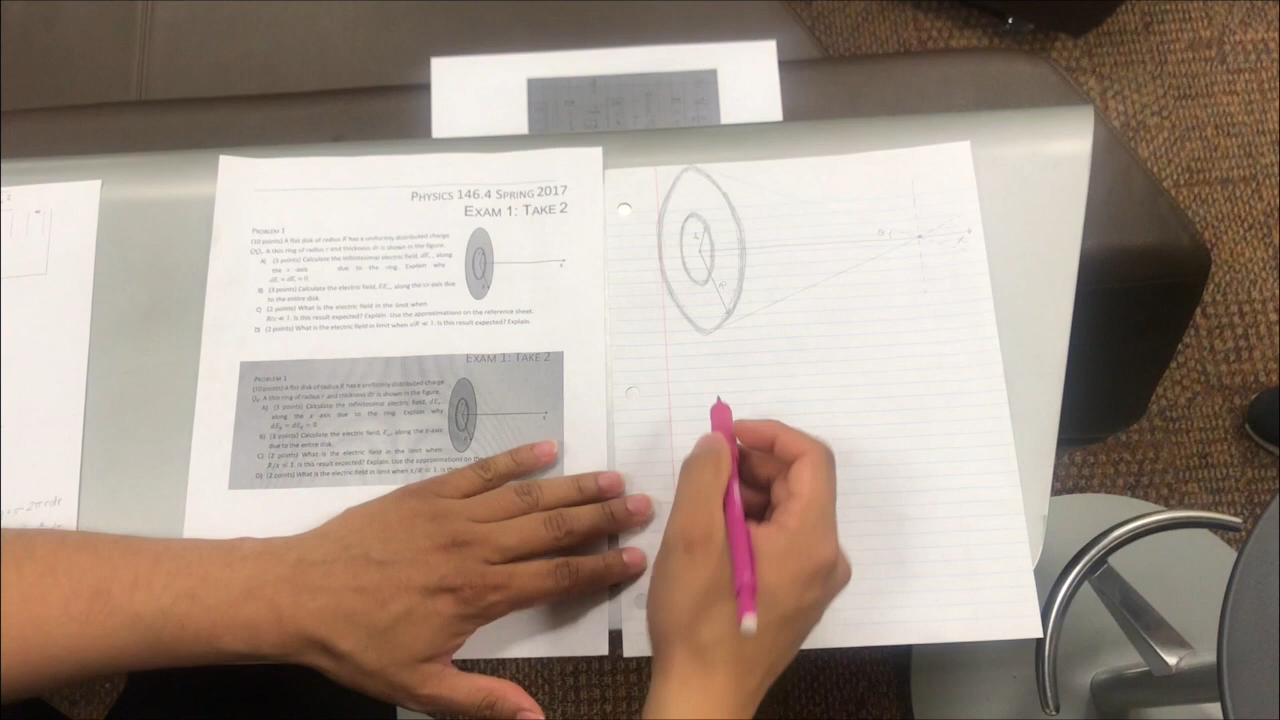 PHYSICS 146.4 SPRING 2017
EXAM 1: TAKE 2
PROBLEM 1
(10 points) A flat disk of radius R has a uniformly distributed charge
. A thin ring of radius r and thickness dr is shown in the figure.
A) (3 points) Calculate the infinitesimal electric field, along
the x-axis due to the ring. Explain why
B) (3 points) Calculate the electric field, along the x-axis due
to the entire disk.
C) (2 points) What is the electric field in the limit when
R/x ≪ 1. Is this result expected? Explain. Use the approximations on the reference sheet.
D) (2 points) What is the electric field in limit when x/R ≪ 1. Is this result expected? Explain.
EXAM 1: TAKE 2
PROBLEM 1
(10 points) A flat disk of radius R has a uniformly distributed charge
. A thin ring of radius r and thickness dr is shown in the figure.
A) (3 points) Calculate the infinitesimal electric field,
along the x axis due to the ring. Explain why
B) (3 points) Calculate the electric field, along the x-axis
due to the entire disk.
C) (2 points) What is the electric field in the limit when
R/x ≪ 1. Is this result expected? Explain. Use the approximations on
D) (2 points) What is the electric field in limit when x/R ≪ 1. Is
R
2πrdr